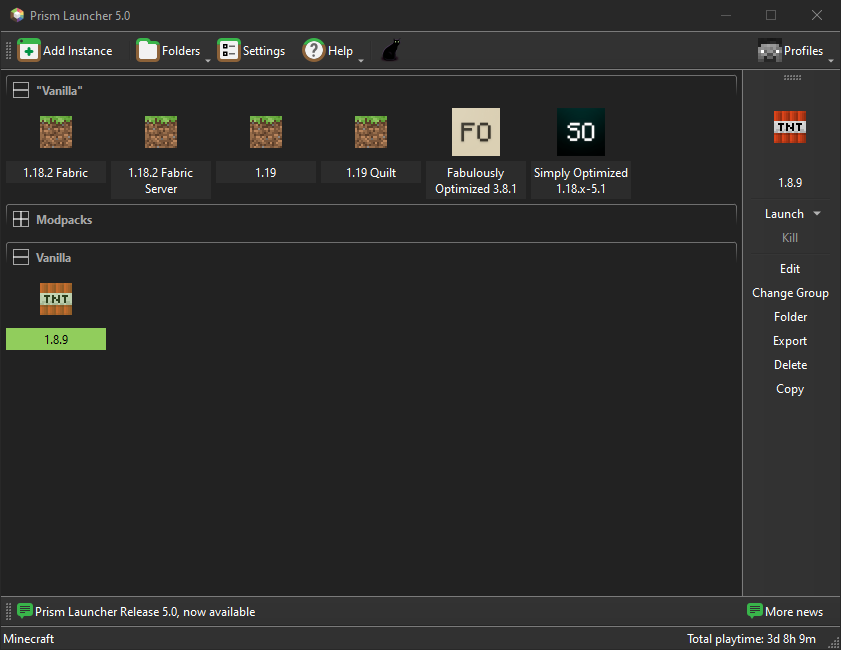 Prism Launcher 5.0
Add Instance
Folders
Settings
Help
Profiles
"Vanilla"
FO
SO
1.18.2 Fabric
1.18.2 Fabric
Server
1.19
1.19 Quilt
Fabulously
Optimized 3.8.1
Simply Optimized
1.18.x-5.1
Modpacks
Vanilla
TNT
1.8.9
TNT
1.8.9
Launch
Kill
Edit
Change Group
Folder
Export
Delete
Copy
Prism Launcher Release 5.0, now available
More news
Minecraft
Total playtime: 3d 8h 9m